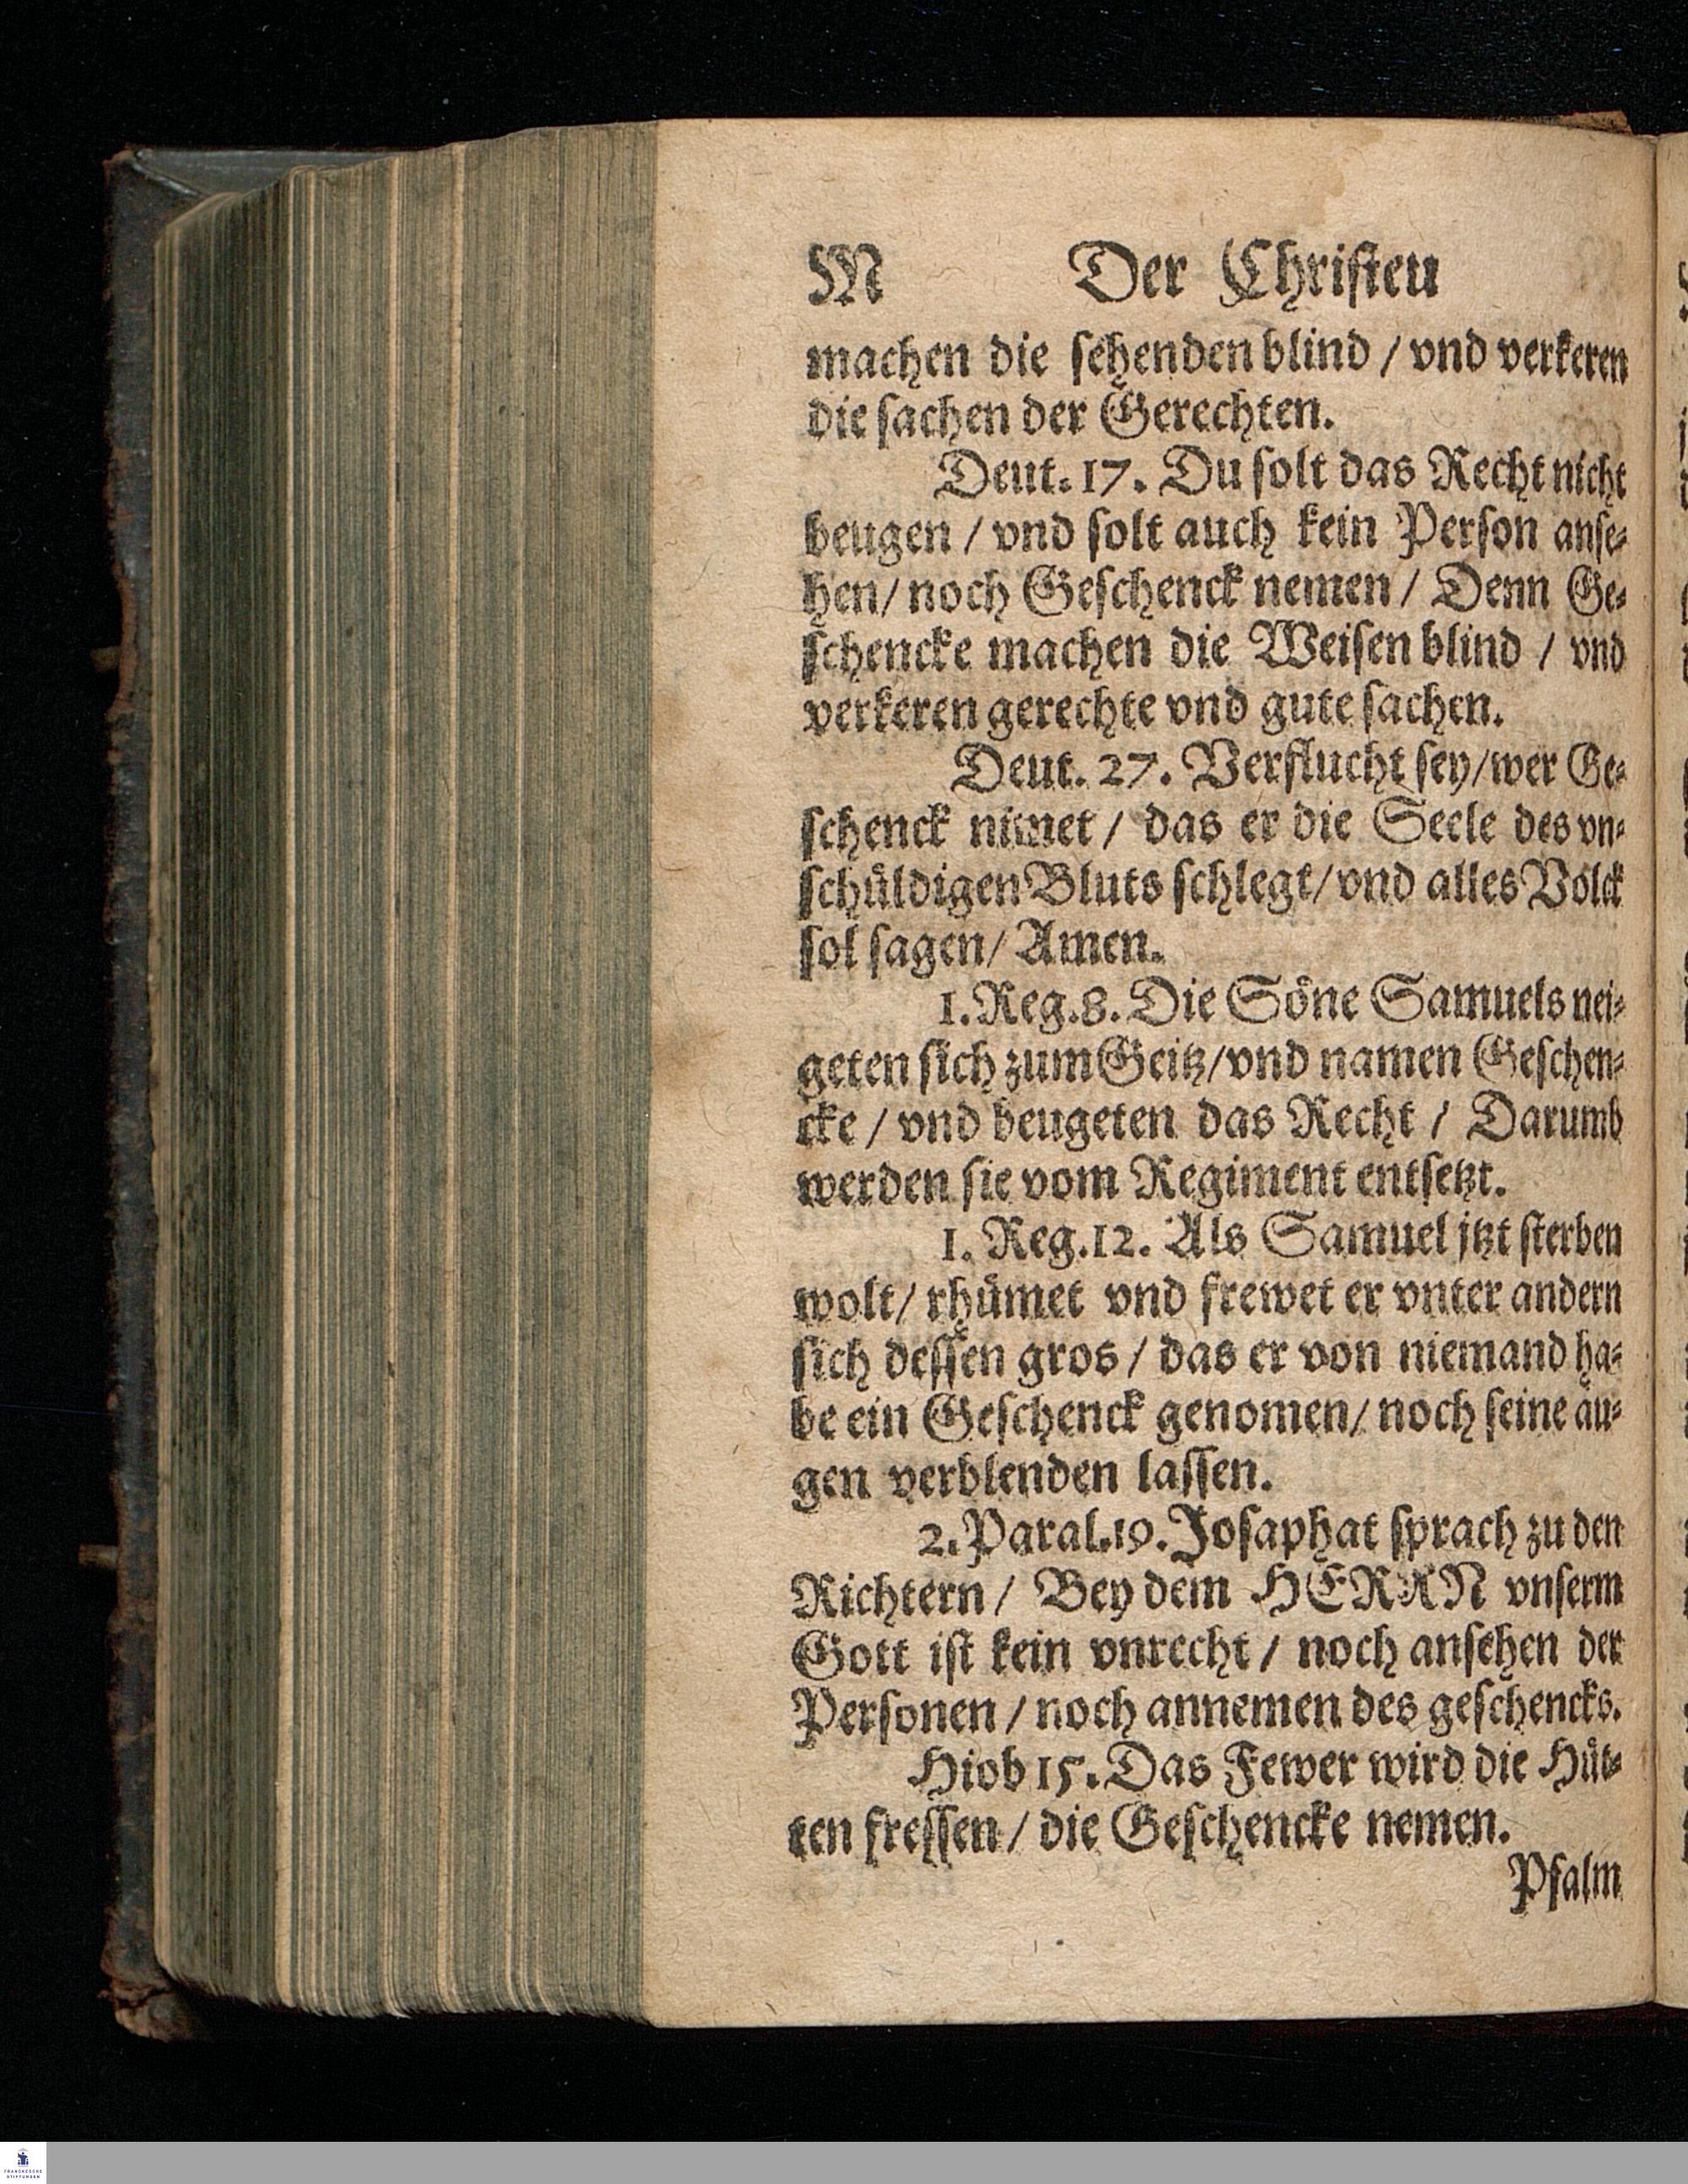 M Der Christeu
machen die sehenden blind / vnd verkeren
die sachen der Gerechten.
Deut. 17. Du solt das Recht nicht
beugen / vnd solt auch kein Person anse-
hen / noch Geschenck nemen / Denn Ge-
schencke machen die Weisen blind / vnd
verkeren gerechte vnd gute sachen.
Deut. 27. Verflucht sey / wer Ge-
schenck nimet / das er die Seele des vn-
schüldigen Bluts schlegt / vnd alles Volck
sol sagen / Amen.
1. Reg. 8. Die Söne Samuels nei-
geten sich zum Geitz / vnd namen Geschen-
cke / vnd beugeten das Recht / Darumb
werden sie vom Regiment entsetzt.
1. Reg. 12. Als Samuel jtzt sterben
wolt / rhümet vnd frewet er vnter andern
sich dessen gros / das er von niemand ha-
be ein Geschenck genomen / noch seine au-
gen verblenden lassen.
2. Paral. 19. Josaphat sprach zu den
Richtern / Bey dem HERRN vnserm
Gott ist kein vnrecht / noch ansehen der
Personen / noch annemen des geschencks.
Hiob 15. Das Fewer wird die Hüt-
ten fressen / die Geschencke nemen.
Psalm
FRANCKESCHE
STIFTUNGEN